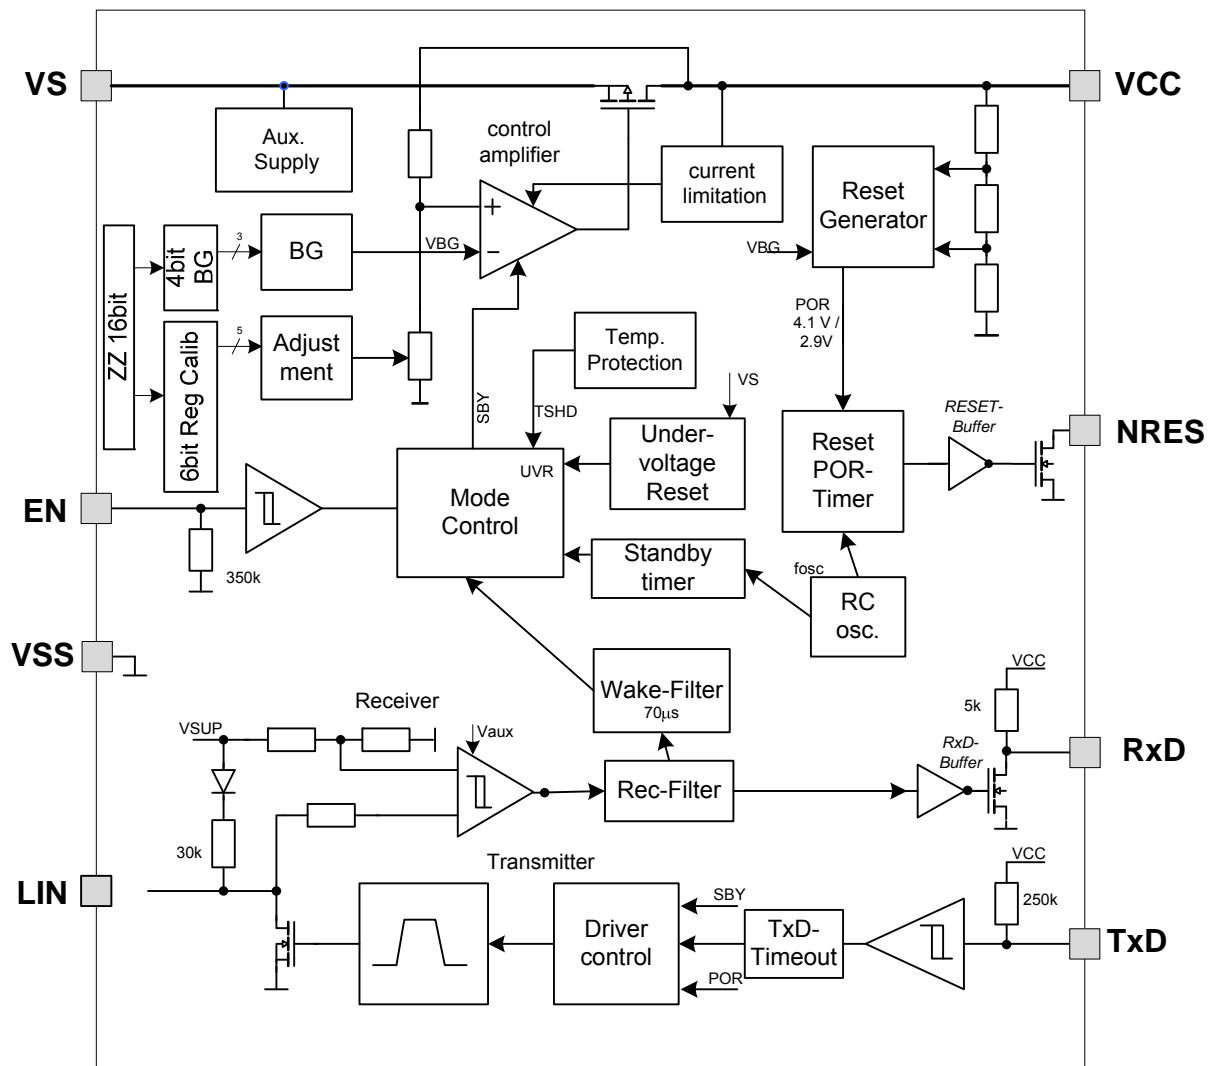 VS
VCC
Aux.
Supply
control
amplifier
current
limitation
Reset
Generator
+
−
VBG
VBG
ZZ 16bit
4bit
BG
3
BG
6bit Reg Calib
5
Adjust
ment
POR
4.1 V /
2.9V
Temp.
Protection
SBY
TSHD
VS
Under-
voltage
Reset
UVR
Mode
Control
Reset
POR-
Timer
RESET-
Buffer
NRES
EN
350k
Standby
timer
fosc
RC
osc.
VSS
Wake-Filter
70µs
Receiver
VSUP
Vaux
VCC
5k
RxD-
Buffer
RxD
Rec-Filter
30k
LIN
Transmitter
Driver
control
SBY
POR
TxD-
Timeout
VCC
250k
TxD